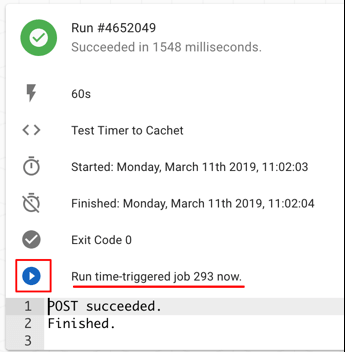 Run #4652049
Succeeded in 1548 milliseconds.
60s
Test Timer to Cachet
Started: Monday, March 11th 2019, 11:02:03
Finished: Monday, March 11th 2019, 11:02:04
Exit Code 0
Run time-triggered job 293 now.
1 POST succeeded.
2 Finished.
3